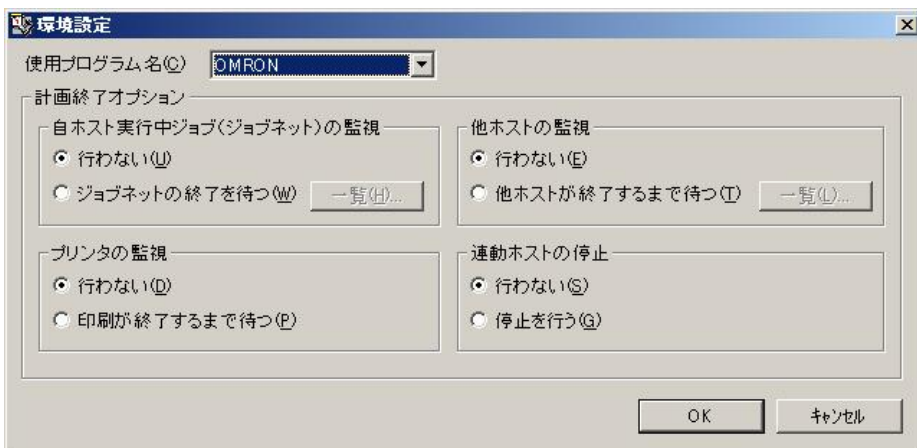 環境設定
使用プログラム名(C) OMRON
計画終了オプション
自ホスト実行中ジョブ(ジョブネット)の監視
行わない(U)
ジョブネットの終了を待つ(W) 一覧(H)...
他ホストの監視
行わない(E)
他ホストが終了するまで待つ(T) 一覧(L)...
プリンタの監視
行わない(D)
印刷が終了するまで待つ(P)
連動ホストの停止
行わない(S)
停止を行う(G)
OK キャンセル